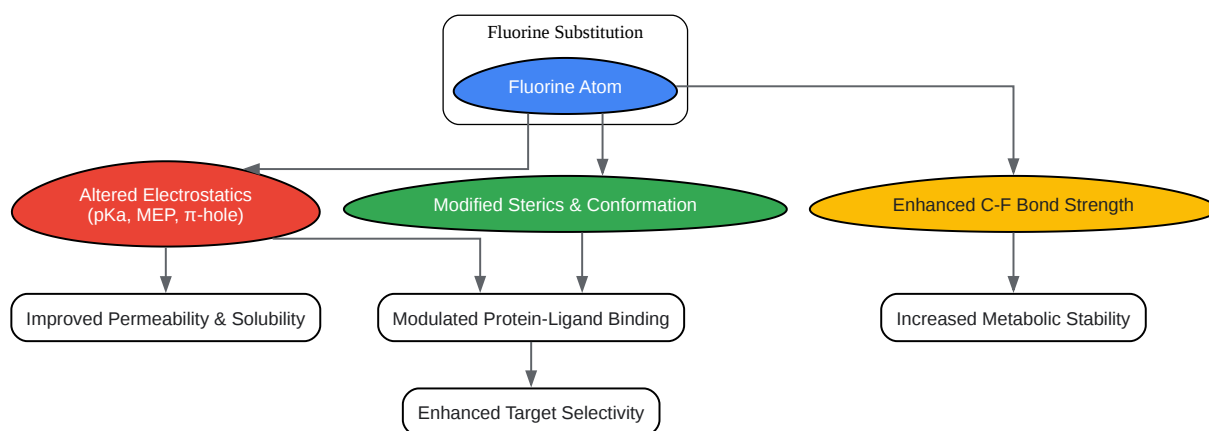 Fluorine Substitution
Fluorine Atom
Altered Electrostatics
(pKa, MEP, π-hole)
Modified Sterics & Conformation
Enhanced C-F Bond Strength
Improved Permeability & Solubility
Modulated Protein-Ligand Binding
Increased Metabolic Stability
Enhanced Target Selectivity